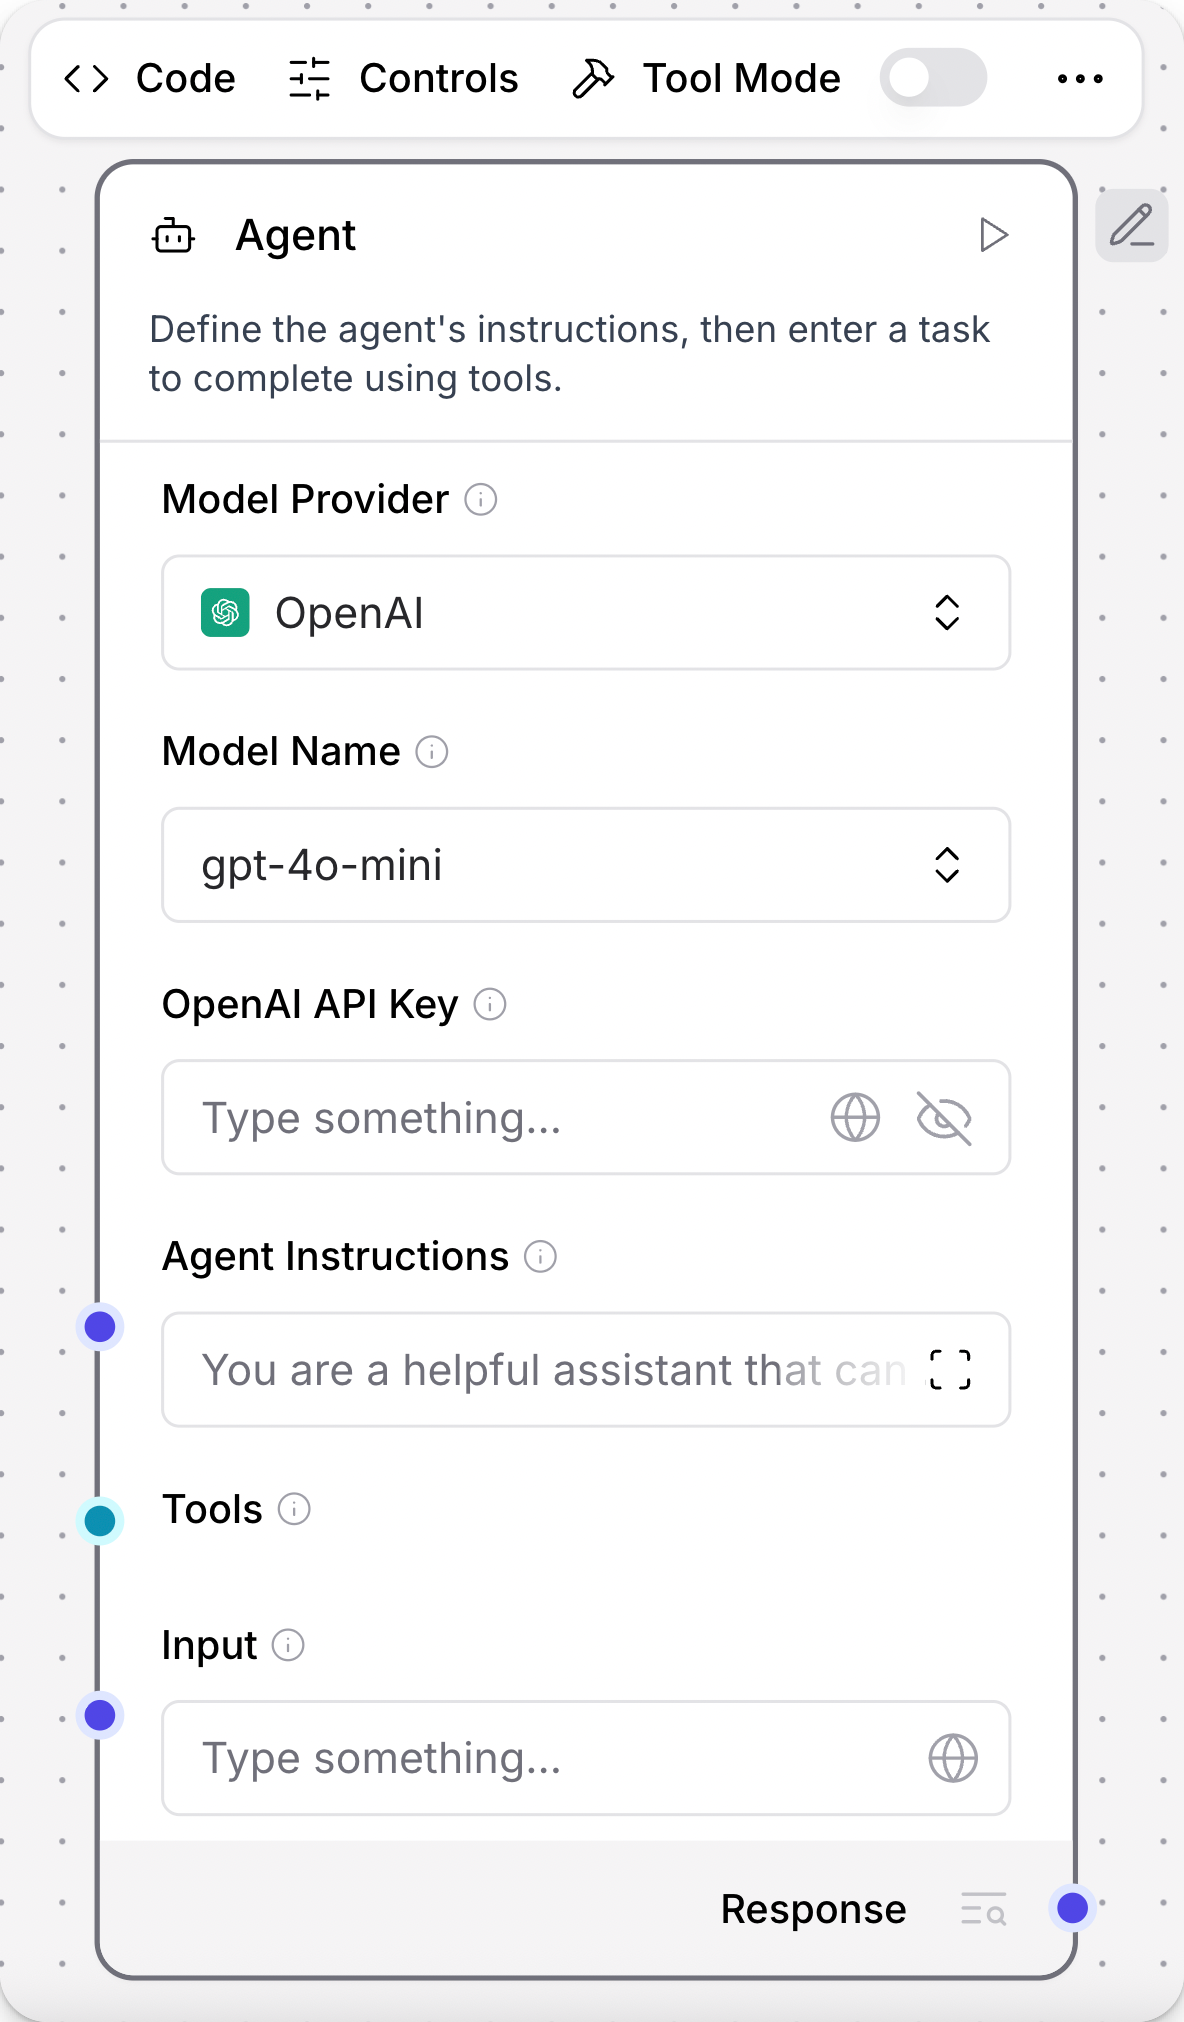 Code Controls Tool Mode
Agent
Define the agent's instructions, then enter a task
to complete using tools.
Model Provider
OpenAI
Model Name
gpt-4o-mini
OpenAI API Key
Type something...
Agent Instructions
You are a helpful assistant that can
Tools
Input
Type something...
Response